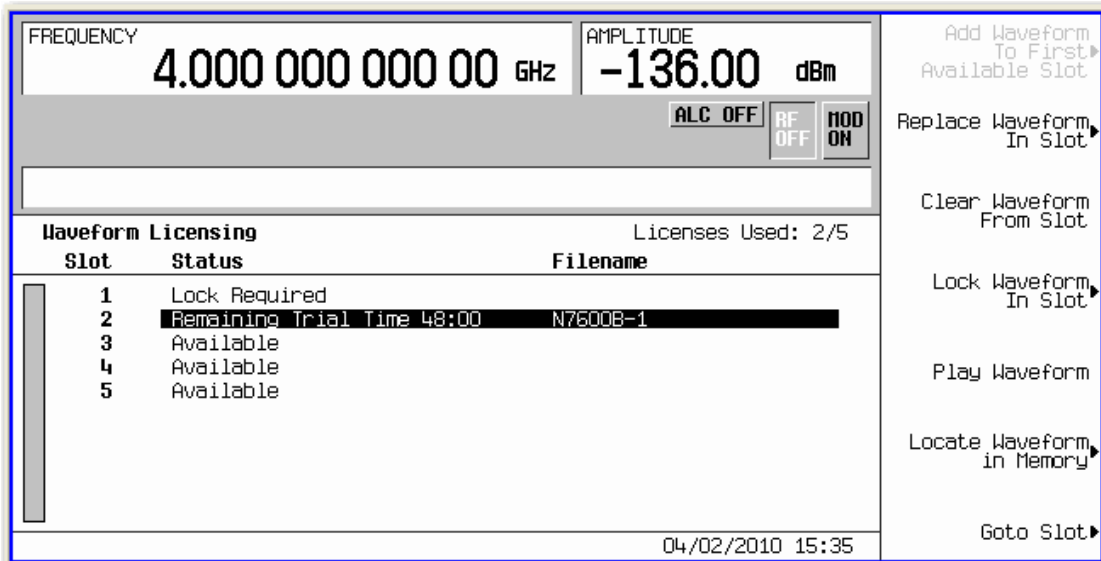 FREQUENCY
4.000 000 000 00 GHz
AMPLITUDE
-136.00 dBm
ALC OFF
RF OFF
MOD ON
Waveform Licensing Licenses Used: 2/5
Slot Status Filename
1 Lock Required
2 Remaining Trial Time 48:00 N7600B-1
3 Available
4 Available
5 Available
04/02/2010 15:35
Add Waveform
To First
Available Slot
Replace Waveform
In Slot
Clear Waveform
From Slot
Lock Waveform
In Slot
Play Waveform
Locate Waveform
in Memory
Goto Slot